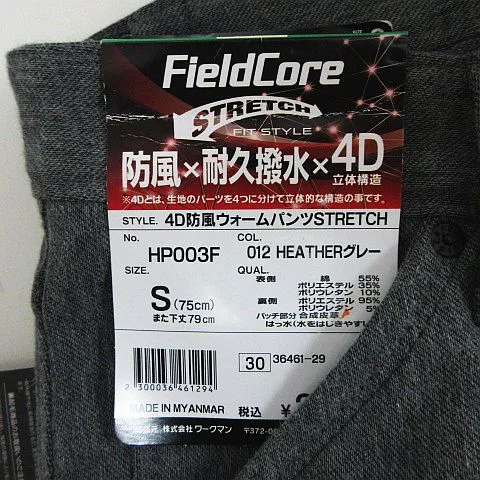 FieldCore
STRETCH
FIT STYLE
防風×耐久撥水×4D
立体構造
※4Dとは、生地のパーツを4つに分けて立体的な構造の事です。
STYLE. 4D防風ウォームパンツSTRETCH
No. COL.
HP003F 012 HEATHERグレー
SIZE. QUAL.
表側 綿 55%
ポリエステル 35%
ポリウレタン 10%
S(75cm) 裏側 ポリエステル 95%
ポリウレタン 5%
また下丈79cm パッチ部分 合成皮革
はっ水(水をはじきやす
30 36461-29
2 300036 461294
MADE IN MYANMAR 税込 ¥
株式会社 ワークマン 〒372-00